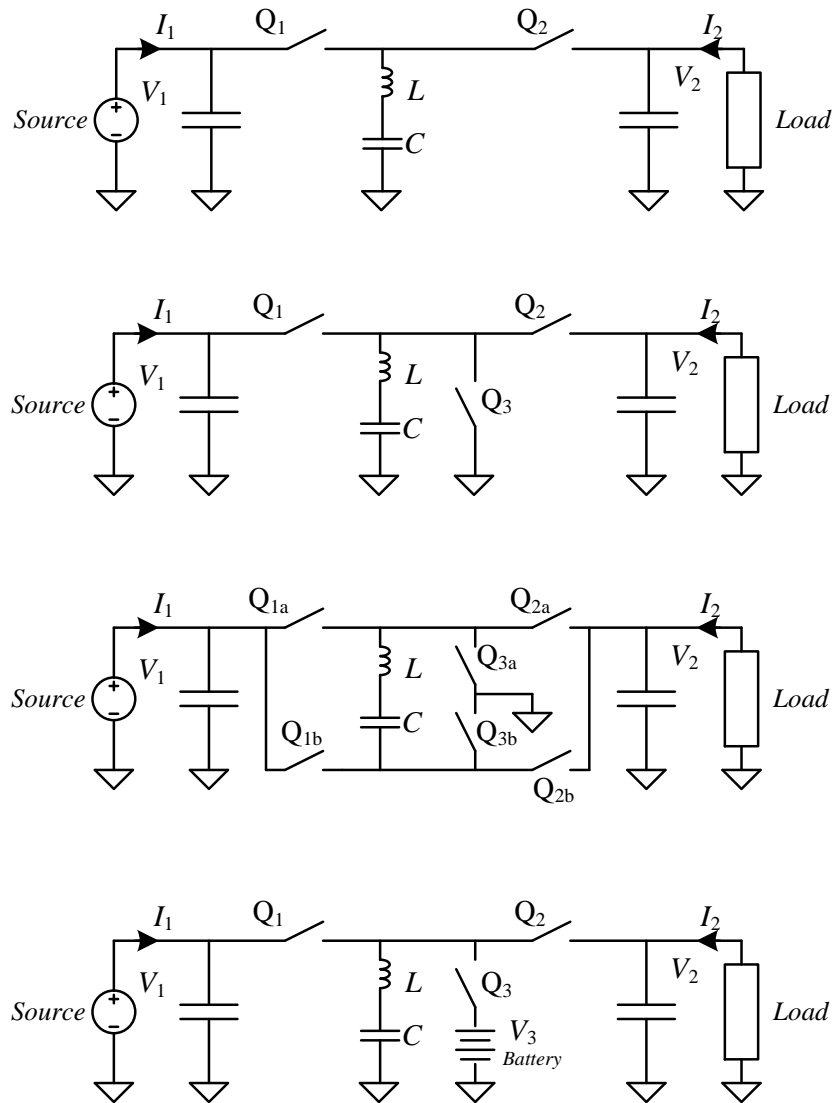 I1 Q1 Q2 I2
V1 V2
L
Source + − C Load
I1 Q1 Q2 I2
V1 V2
L
Source + − Q3 Load
C
I1 Q1a Q2a I2
V1 L Q3a V2
Source + − Load
C
Q1b Q3b
Q2b
I1 Q1 Q2 I2
V1 L Q3 V2
Source + − Load
C V3
Battery